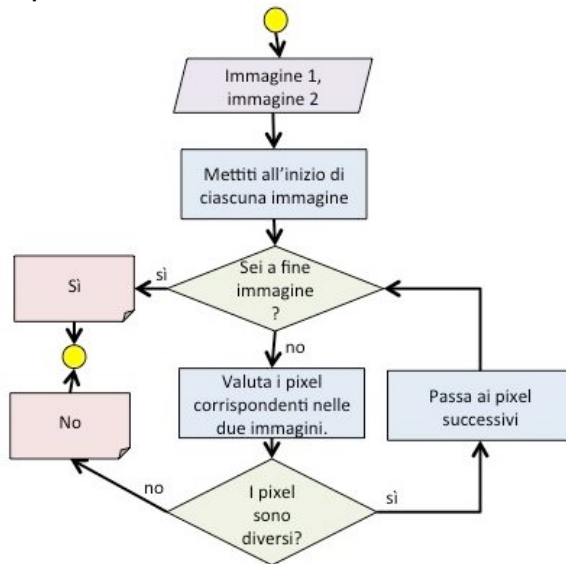 Immagine 1,
immagine 2
Mettiti all'inizio di
ciascuna immagine
Sei a fine
immagine
?
sì
Sì
no
Valuta i pixel
corrispondenti nelle
due immagini.
Passa ai pixel
successivi
No
no
I pixel
sono
diversi?
sì